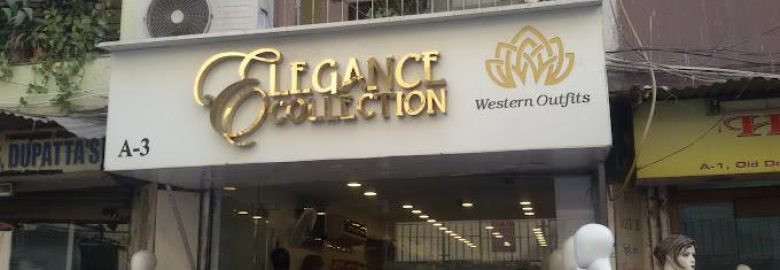 ELEGANCE
COLLECTION
Western Outfits
A-3
DUPATTA'S
A-1, Old